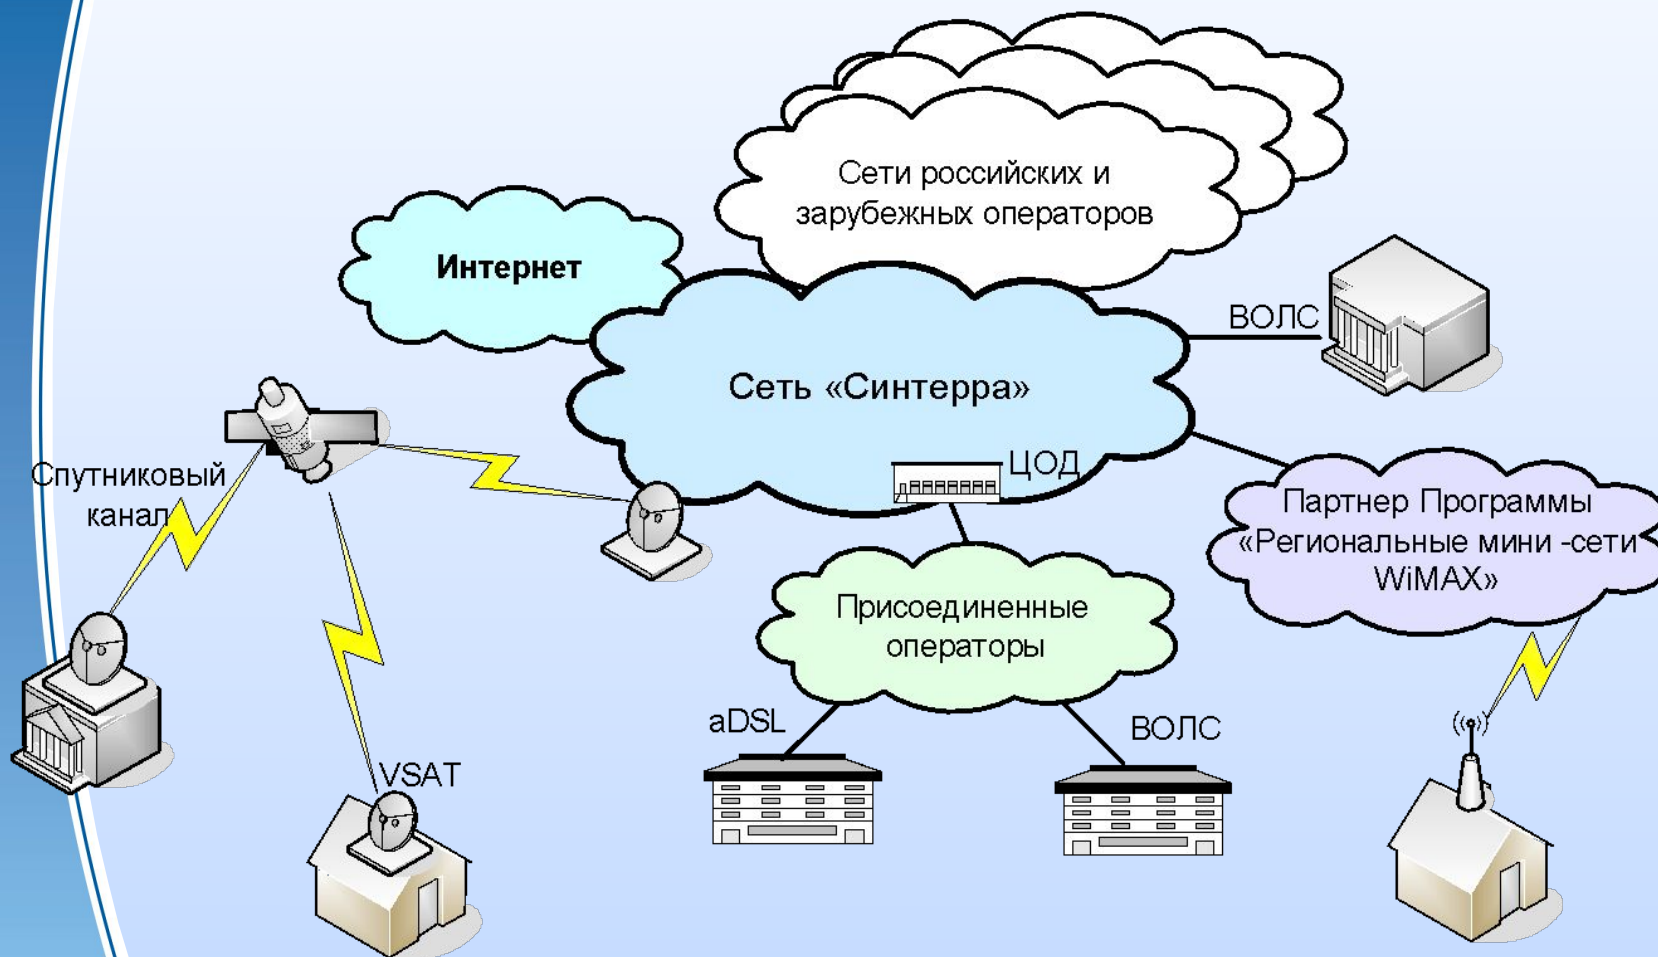 Сети российских и
зарубежных операторов
Интернет
ВОЛС
Сеть «Синтерра»
ЦОД
Спутниковый
канал
Партнер Программы
«Региональные мини -сети
WiMAX»
Присоединенные
операторы
aDSL
ВОЛС
VSAT